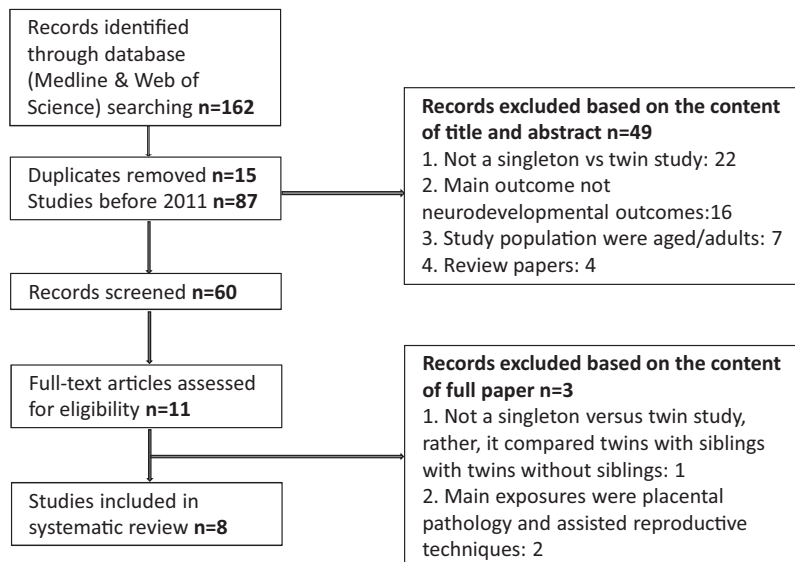 Records identified
through database
(Medline & Web of
Science) searching n=162
Duplicates removed n=15
Studies before 2011 n=87
Records screened n=60
Full-text articles assessed
for eligibility n=11
Studies included in
systematic review n=8
Records excluded based on the content
of title and abstract n=49
1. Not a singleton vs twin study: 22
2. Main outcome not
neurodevelopmental outcomes:16
3. Study population were aged/adults: 7
4. Review papers: 4
Records excluded based on the content
of full paper n=3
1. Not a singleton versus twin study,
rather, it compared twins with siblings
with twins without siblings: 1
2. Main exposures were placental
pathology and assisted reproductive
techniques: 2